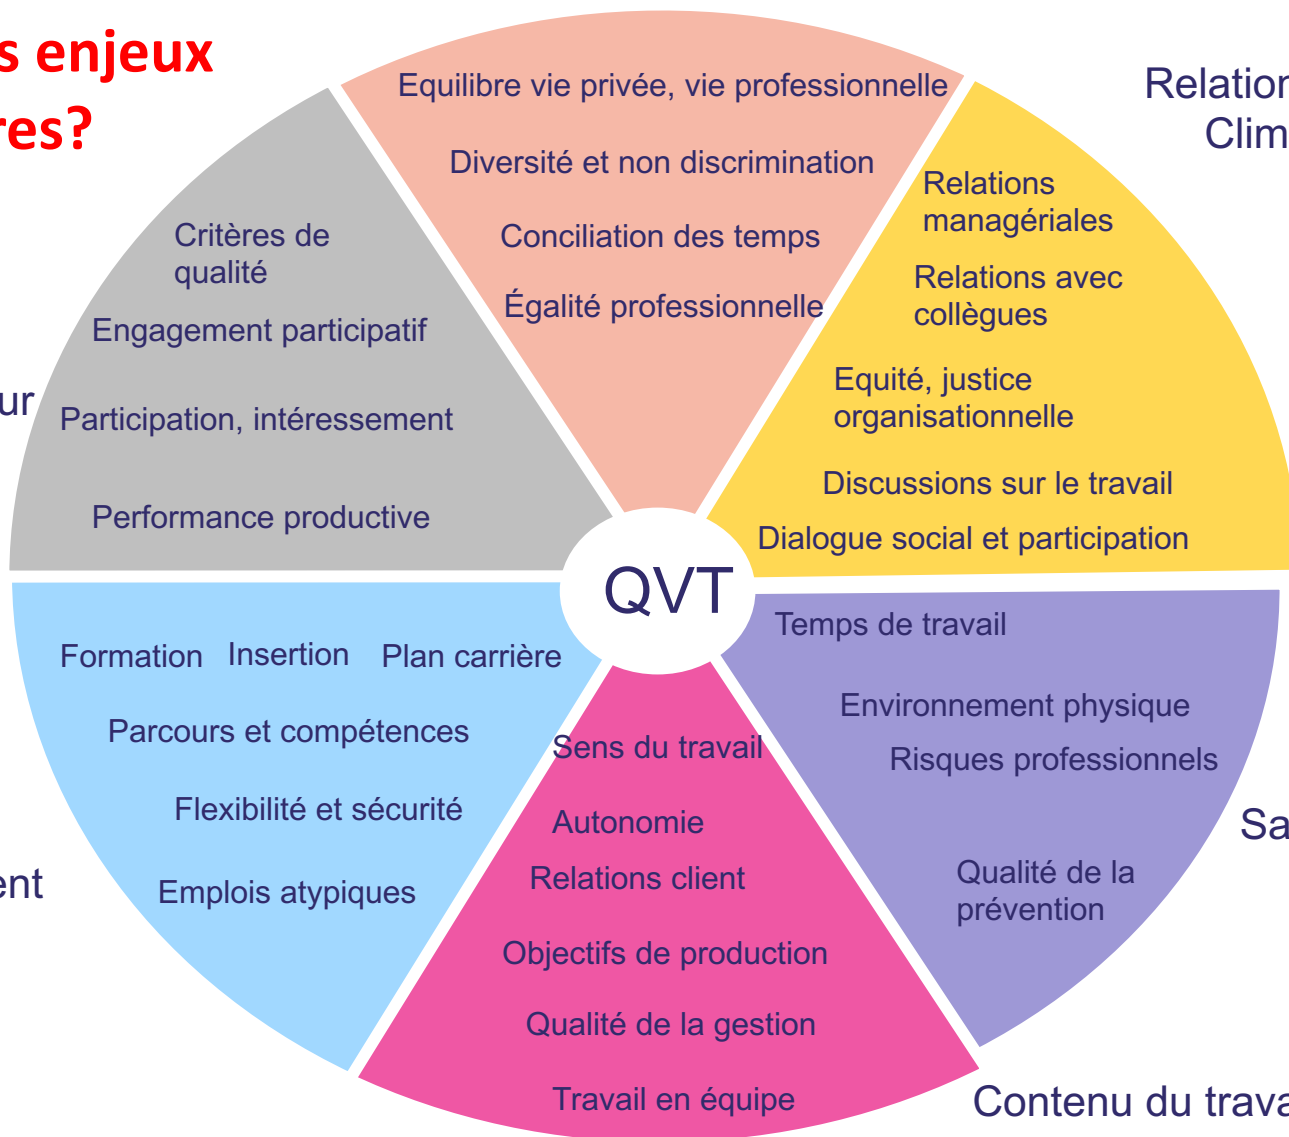 s enjeux
res?
Equilibre vie privée, vie professionnelle
Diversité et non discrimination
Conciliation des temps
Égalité professionnelle
Relation
Clim
Relations
managériales
Relations avec
collègues
Equité, justice
organisationnelle
Discussions sur le travail
Dialogue social et participation
Critères de
qualité
Engagement participatif
ur
Participation, intéressement
Performance productive
QVT
Temps de travail
Environnement physique
Risques professionnels
Sa
Qualité de la
prévention
Formation Insertion Plan carrière
Parcours et compétences
Flexibilité et sécurité
ent
Emplois atypiques
Sens du travail
Autonomie
Relations client
Objectifs de production
Qualité de la gestion
Travail en équipe
Contenu du trava